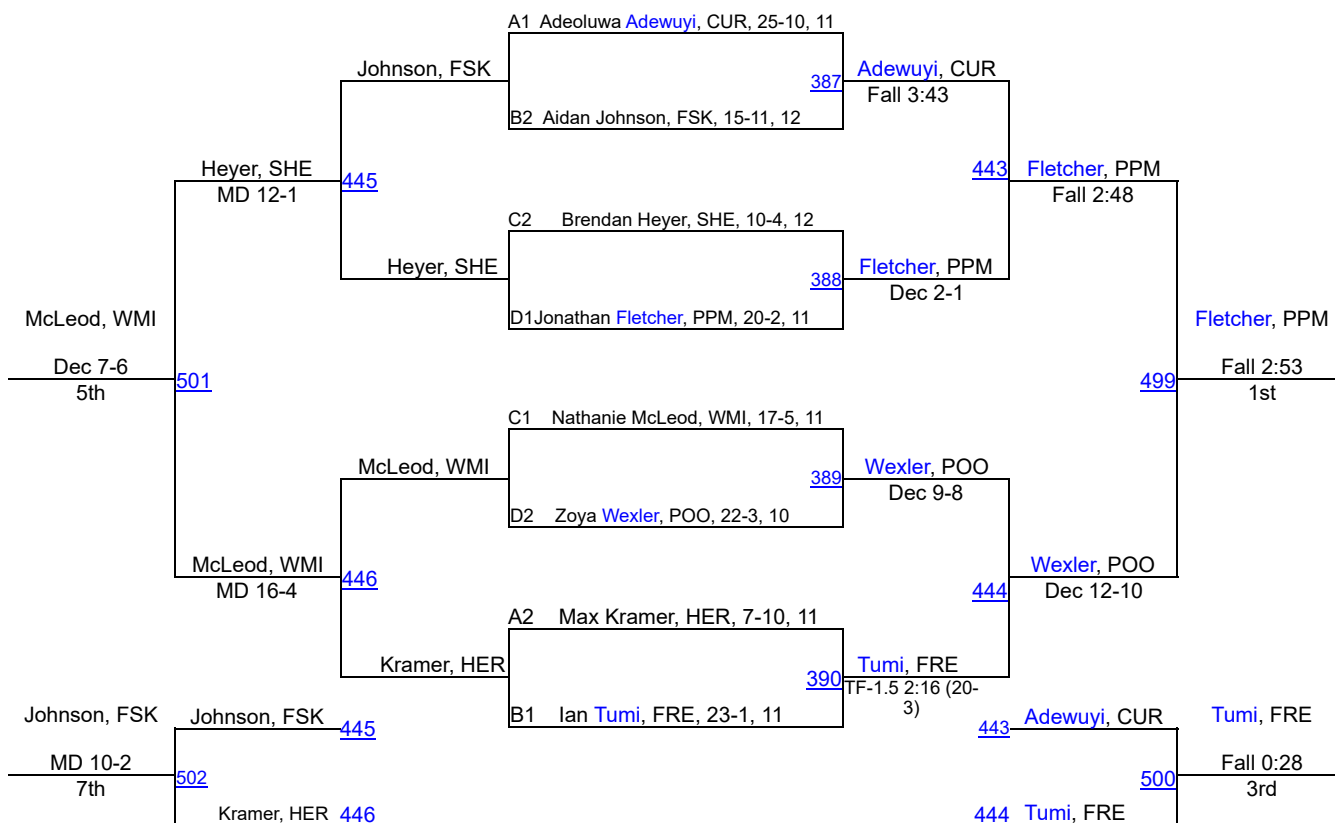 A1 Adeoluwa Adewuyi, CUR, 25-10, 11
Johnson, FSK
387
Adewuyi, CUR
Fall 3:43
B2 Aidan Johnson, FSK, 15-11, 12
Heyer, SHE
MD 12-1
445
443
Fletcher, PPM
Fall 2:48
C2 Brendan Heyer, SHE, 10-4, 12
Heyer, SHE
388
Fletcher, PPM
Dec 2-1
D1Jonathan Fletcher, PPM, 20-2, 11
McLeod, WMI
Dec 7-6
5th
501
Fletcher, PPM
499
Fall 2:53
1st
C1 Nathanie McLeod, WMI, 17-5, 11
McLeod, WMI
389
Wexler, POO
Dec 9-8
D2 Zoya Wexler, POO, 22-3, 10
McLeod, WMI
MD 16-4
446
444
Wexler, POO
Dec 12-10
A2 Max Kramer, HER, 7-10, 11
Kramer, HER
390
Tumi, FRE
TF-1.5 2:16 (20-
3)
B1 Ian Tumi, FRE, 23-1, 11
Johnson, FSK
MD 10-2
7th
Johnson, FSK
445
502
Kramer, HER
446
443
Adewuyi, CUR
Tumi, FRE
500
Fall 0:28
3rd
444
Tumi, FRE